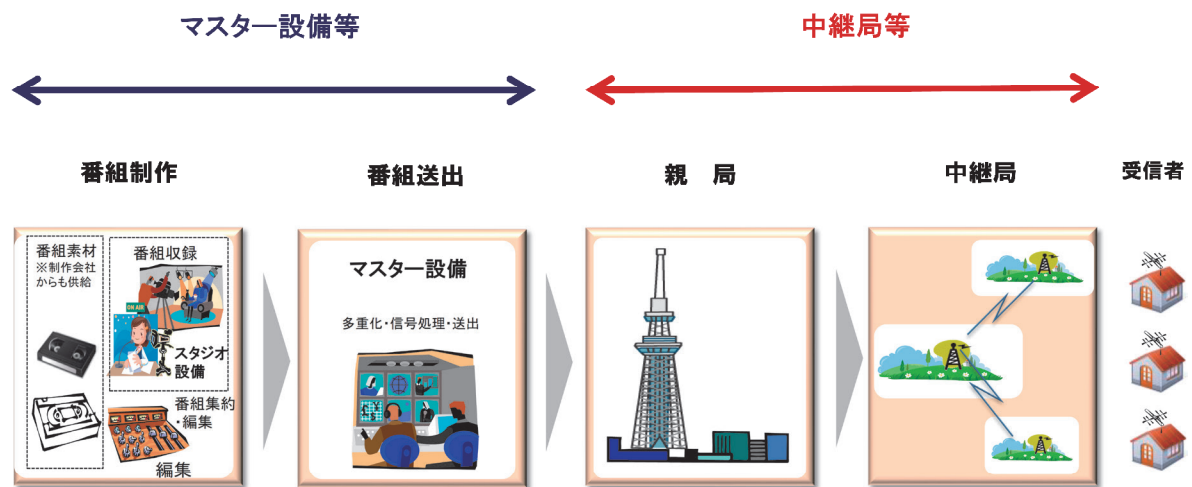 マスター設備等
中継局等
番組制作
番組送出
親 局
中継局
受信者
番組素材
※制作会社
からも供給
番組収録
ON AIR
スタジオ
設備
番組集約
・編集
編集
マスター設備
多重化・信号処理・送出